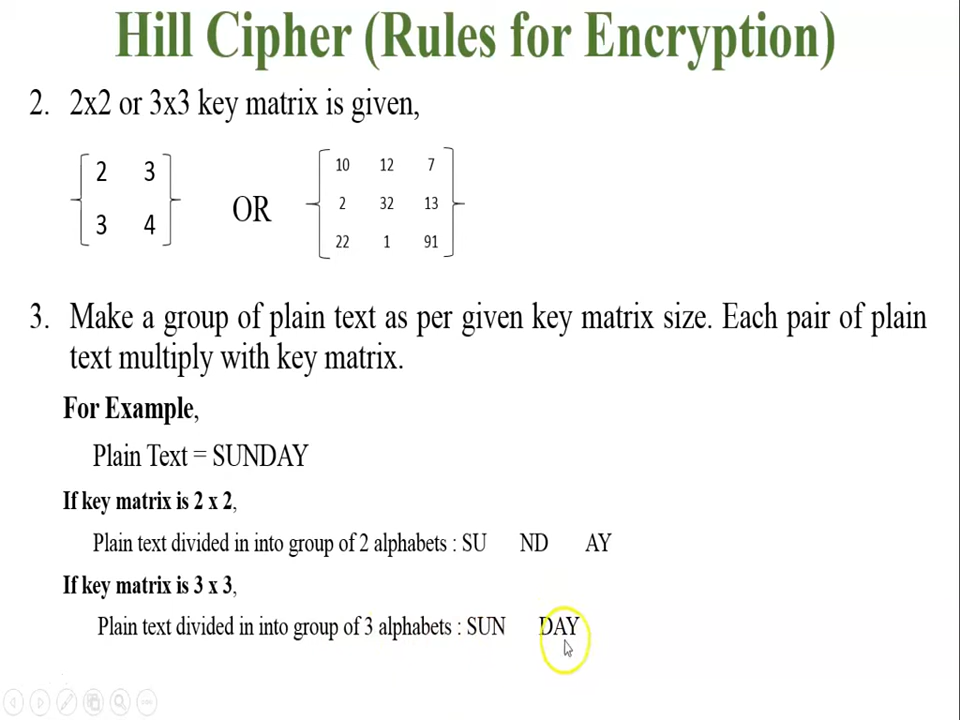 Hill Cipher (Rules for Encryption)
2. 2x2 or 3x3 key matrix is given,
2 3
3 4
OR
10 12 7
2 32 13
22 1 91
3. Make a group of plain text as per given key matrix size. Each pair of plain
text multiply with key matrix.
For Example,
Plain Text = SUNDAY
If key matrix is 2 x 2,
Plain text divided in into group of 2 alphabets : SU ND AY
If key matrix is 3 x 3,
Plain text divided in into group of 3 alphabets : SUN DAY